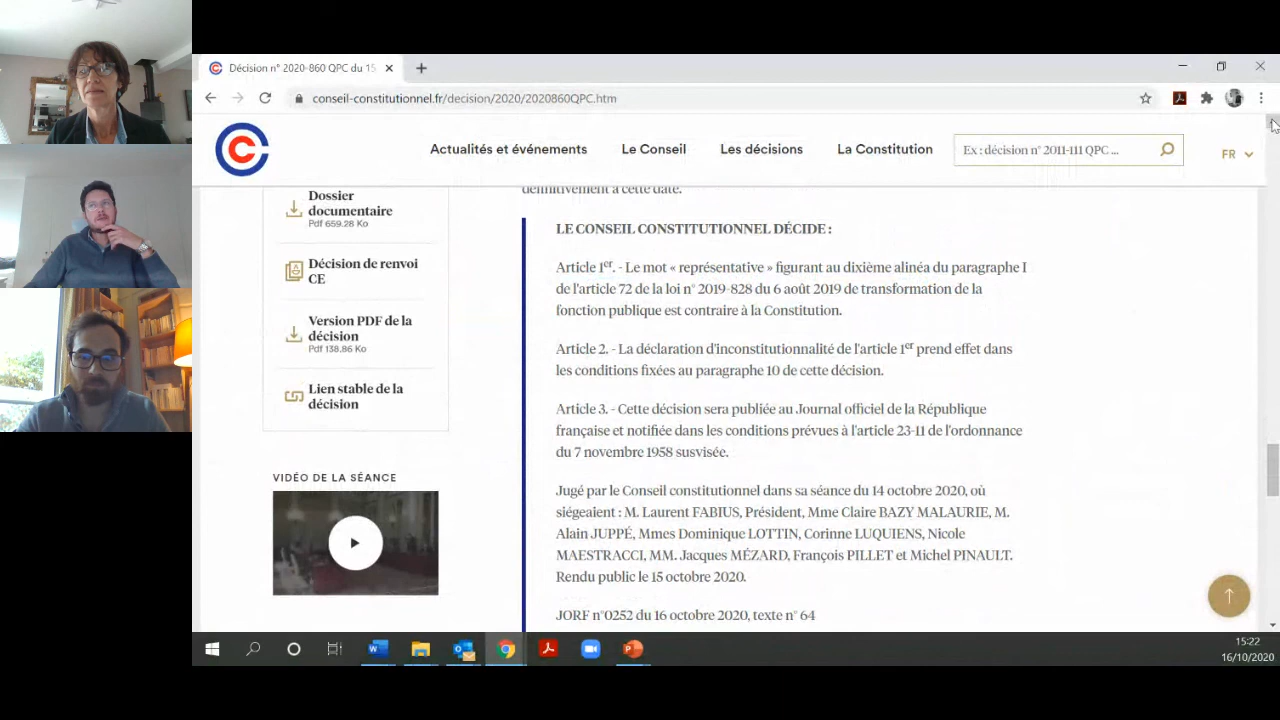 Décision n° 2020-860 QPC du 15
conseil-constitutionnel.fr/decision/2020/2020860QPC.htm
Actualités et événements
Le Conseil
Les décisions
La Constitution
Ex : décision n° 2011-111 QPC ...
FR
Dossier
documentaire
Pdf 659.28 Ko
Décision de renvoi
CE
Version PDF de la
décision
Pdf 138.86 Ko
Lien stable de la
décision
VIDÉO DE LA SÉANCE
définitivement à cette date.
LE CONSEIL CONSTITUTIONNEL DÉCIDE :
Article 1er. - Le mot « représentative » figurant au dixième alinéa du paragraphe I
de l'article 72 de la loi n° 2019-828 du 6 août 2019 de transformation de la
fonction publique est contraire à la Constitution.
Article 2. - La déclaration d'inconstitutionnalité de l'article 1er prend effet dans
les conditions fixées au paragraphe 10 de cette décision.
Article 3. - Cette décision sera publiée au Journal officiel de la République
française et notifiée dans les conditions prévues à l'article 23-11 de l'ordonnance
du 7 novembre 1958 susvisée.
Jugé par le Conseil constitutionnel dans sa séance du 14 octobre 2020, où
siégeaient : M. Laurent FABIUS, Président, Mme Claire BAZY MALAURIE, M.
Alain JUPPÉ, Mmes Dominique LOTTIN, Corinne LUQUIENS, Nicole
MAESTRACCI, MM. Jacques MÉZARD, François PILLET et Michel PINAULT.
Rendu public le 15 octobre 2020.
JORF n°0252 du 16 octobre 2020, texte n° 64
15:22
16/10/2020